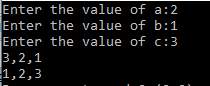 Enter the value of a:2
Enter the value of b:1
Enter the value of c:3
3,2,1
1,2,3